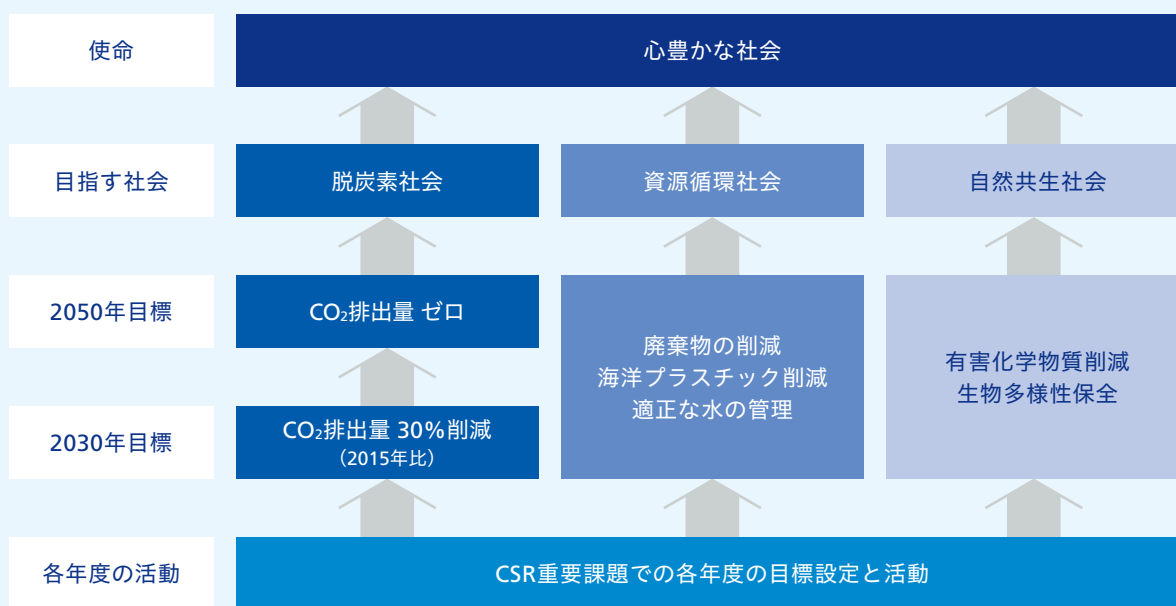 使命
心豊かな社会
目指す社会
脱炭素社会
資源循環社会
自然共生社会
2050年目標
CO₂排出量 ゼロ
廃棄物の削減
海洋プラスチック削減
適正な水の管理
有害化学物質削減
生物多様性保全
2030年目標
CO₂排出量 30%削減
（2015年比）
各年度の活動
CSR重要課題での各年度の目標設定と活動